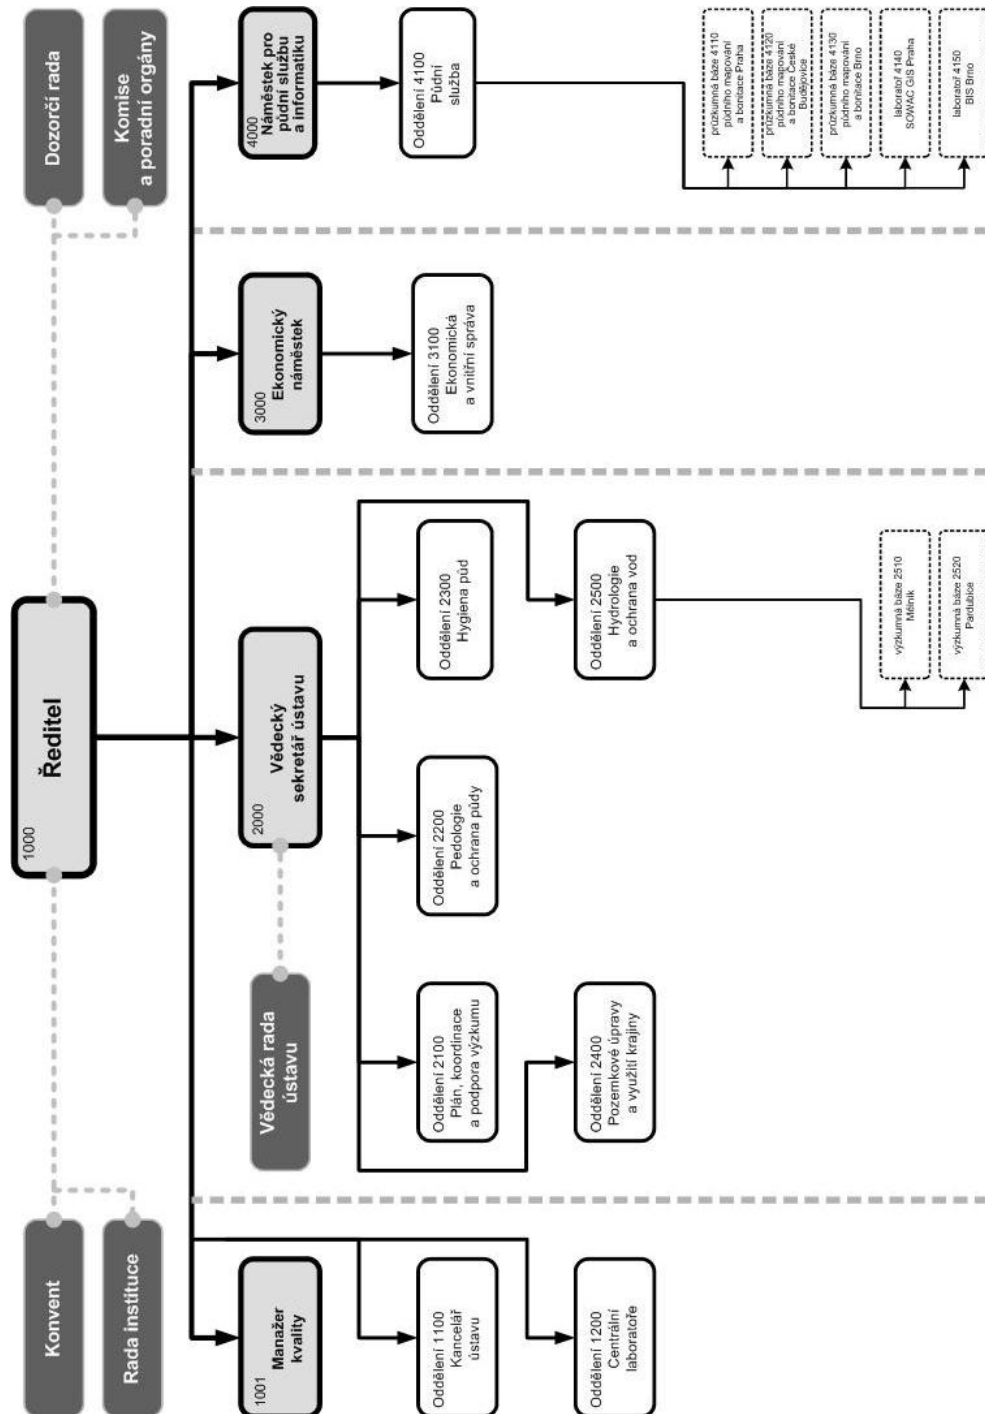 Konvent
Rada instituce
1000
Ředitel
Dozorčí rada
Komise
a poradní orgány
1001
Manažer
kvality
Oddělení 1100
Kancelář
ústavu
Oddělení 1200
Centrální
laboratoře
Vědecká rada
ústavu
2000
Vědecký
sekretář ústavu
Oddělení 2100
Plán, koordinace
a podpora výzkumu
Oddělení 2200
Pedologie
a ochrana půdy
Oddělení 2300
Hygiena půd
Oddělení 2400
Pozemkové úpravy
a využití krajiny
Oddělení 2500
Hydrologie
a ochrana vod
výzkumná báze 2510
Mělník
výzkumná báze 2520
Pardubice
3000
Ekonomický
náměstek
Oddělení 3100
Ekonomická
a vnitřní správa
4000
Náměstek pro
půdní službu
a informatiku
Oddělení 4100
Půdní
služba
průzkumná báze 4110
půdního mapování
a bonitace Praha
průzkumná báze 4120
půdního mapování
a bonitace České
Budějovice
průzkumná báze 4130
půdního mapování
a bonitace Brno
laboratoř 4140
SOWAC GIS Praha
laboratoř 4150
BIS Brno